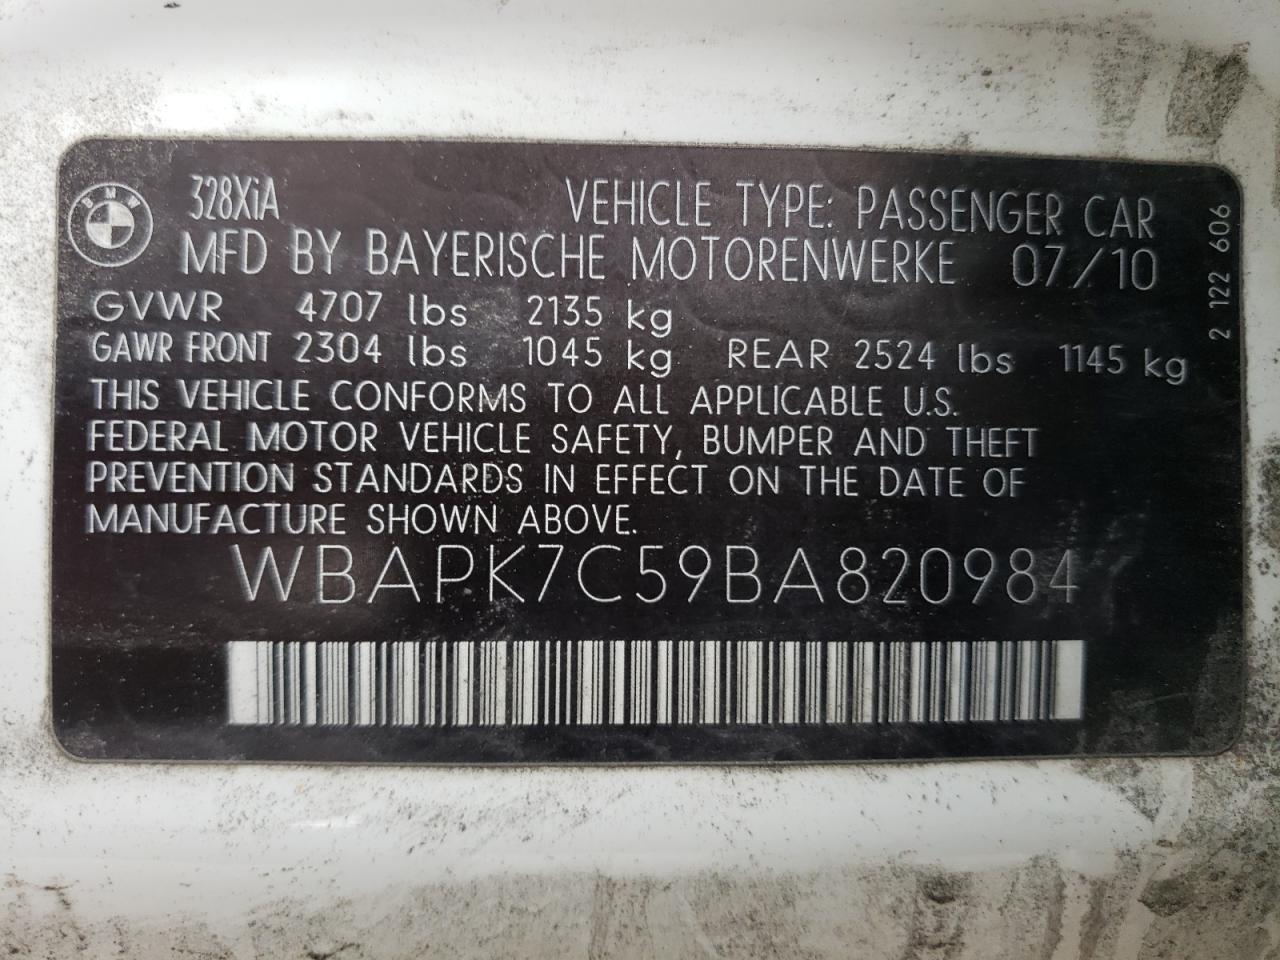 BMW
328XiA VEHICLE TYPE: PASSENGER CAR
MFD BY BAYERISCHE MOTORENWERKE 07/10
GVWR 4707 lbs 2135 kg
GAWR FRONT 2304 lbs 1045 kg REAR 2524 lbs 1145 kg
THIS VEHICLE CONFORMS TO ALL APPLICABLE U.S.
FEDERAL MOTOR VEHICLE SAFETY, BUMPER AND THEFT
PREVENTION STANDARDS IN EFFECT ON THE DATE OF
MANUFACTURE SHOWN ABOVE.
WBAPK7C59BA820984
2 122 606